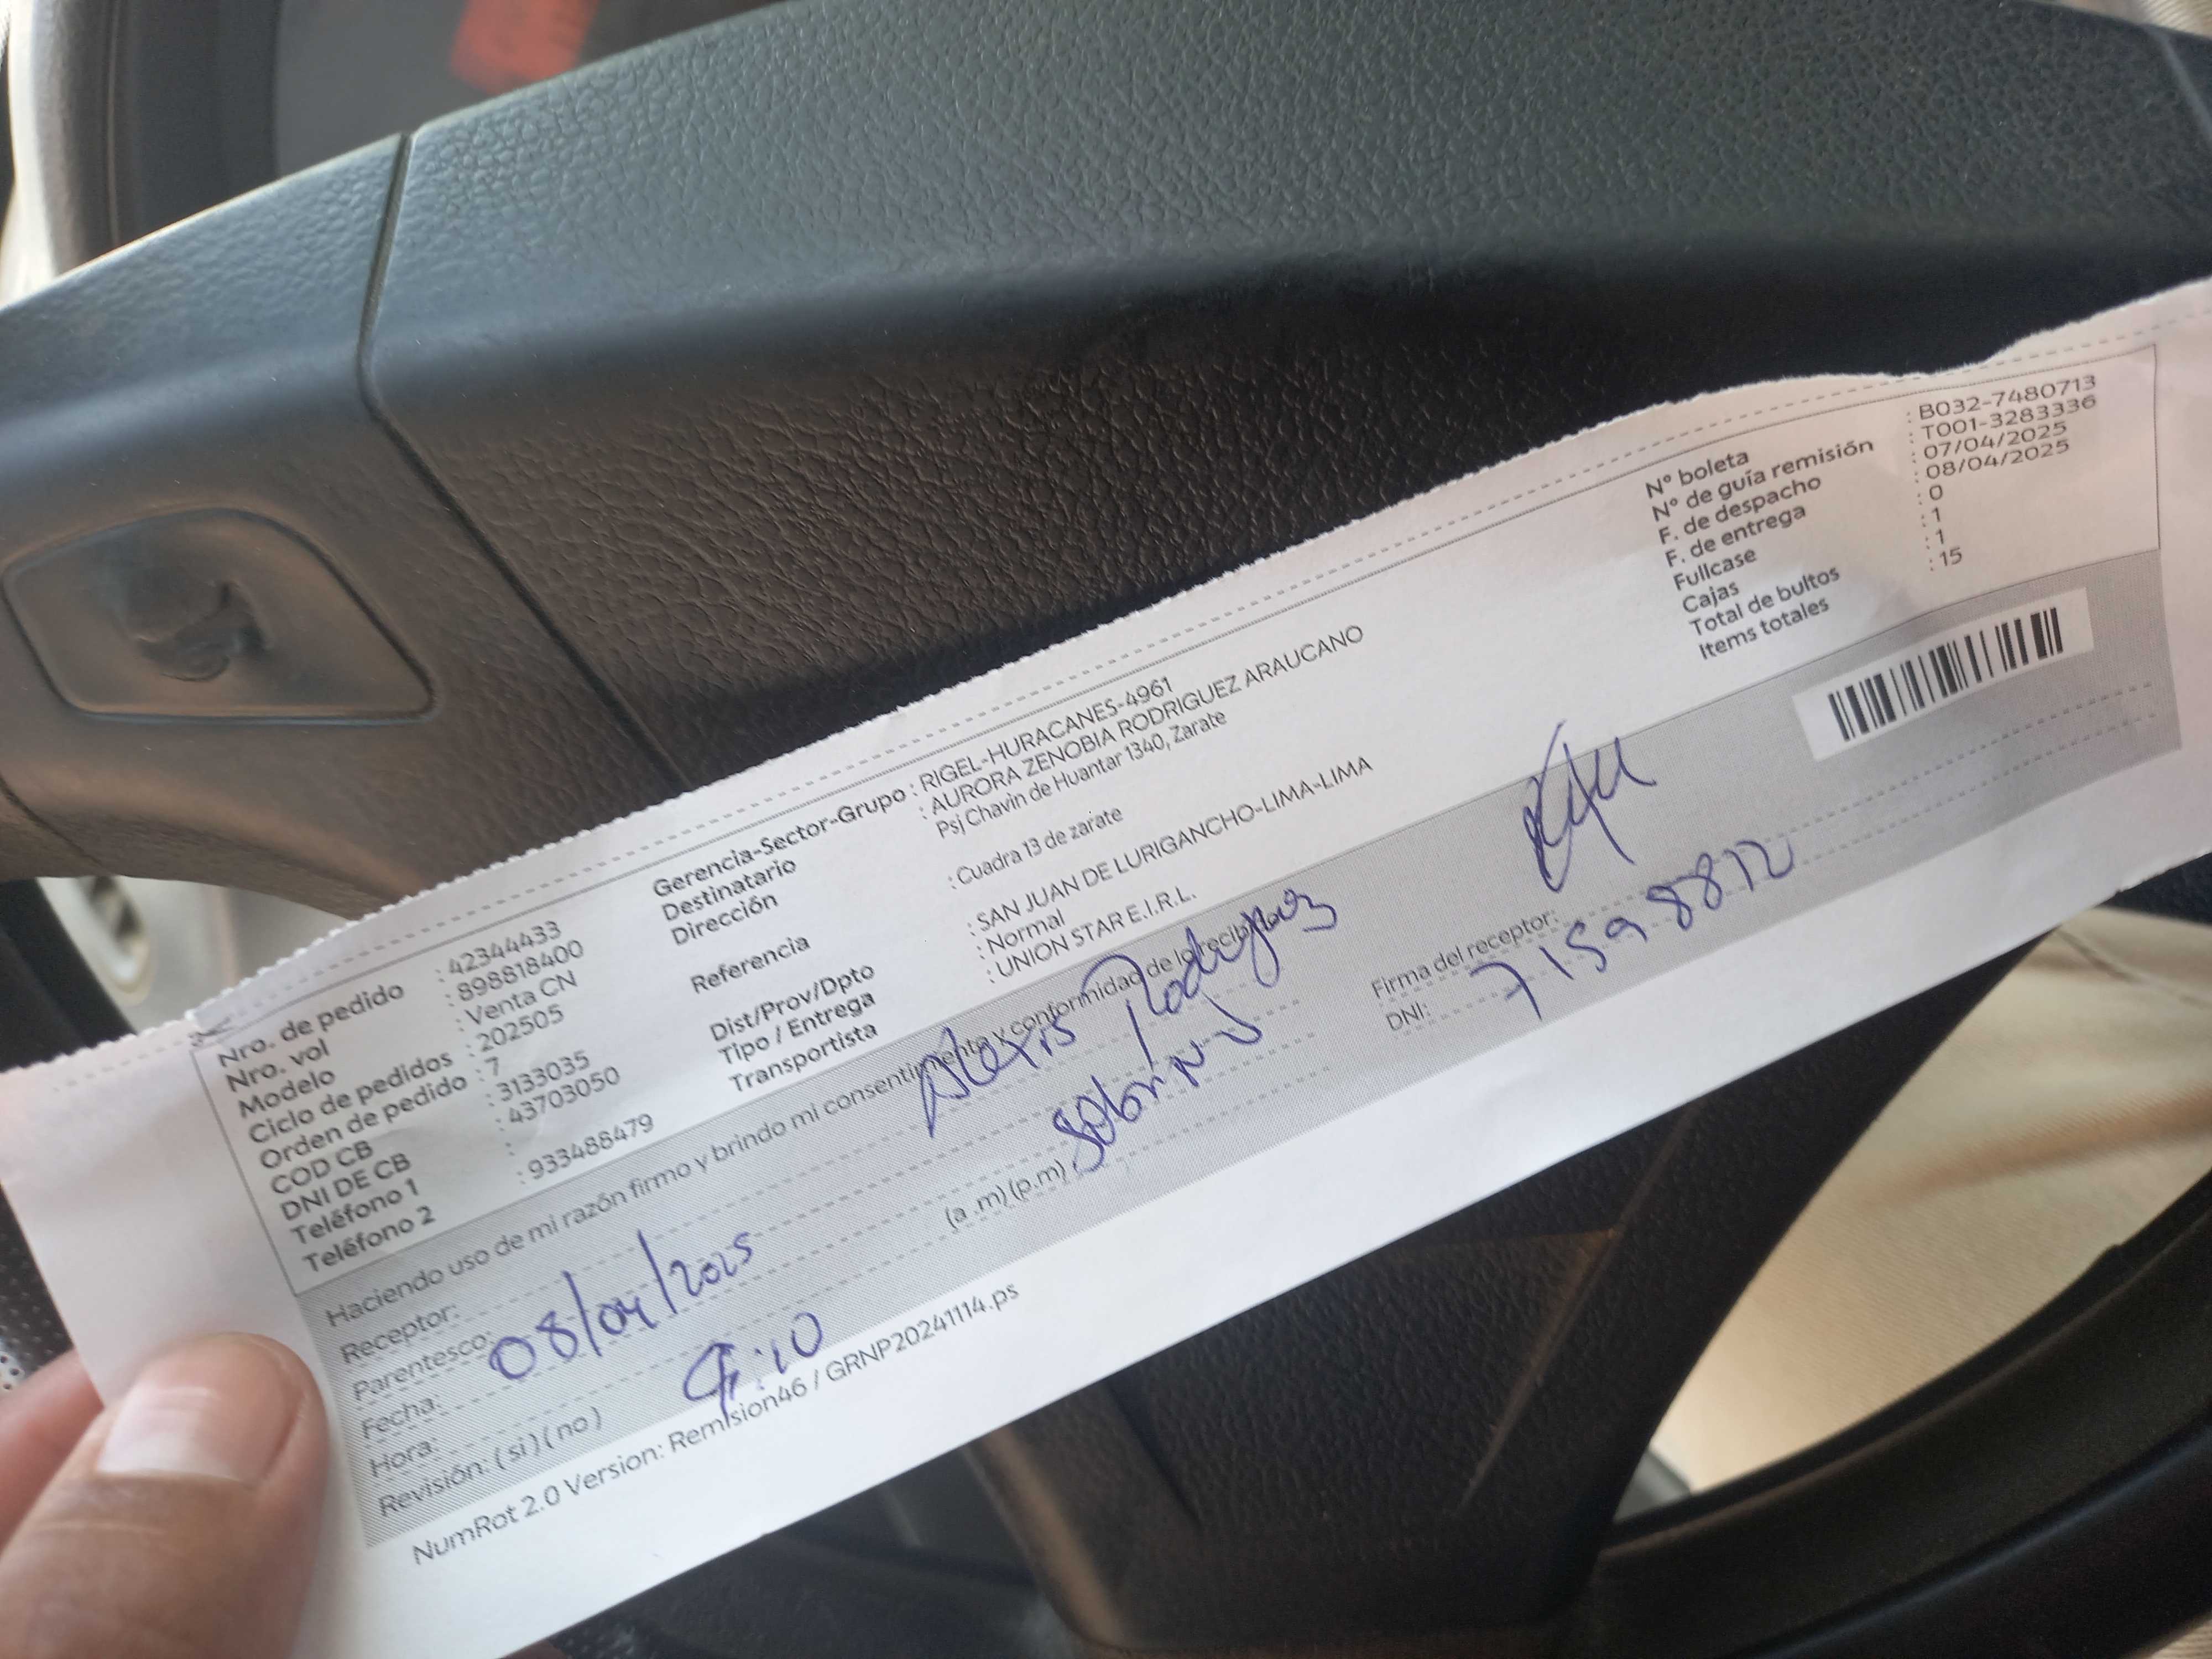 Nro. de pedido : 42344433
Nro. vol : 898818400
Modelo : Venta CN
Ciclo de pedidos : 202505
Orden de pedido : 7
COD CB : 3133035
DNI DE CB : 43703050
Teléfono 1 :
Teléfono 2 : 933488479
Gerencia-Sector-Grupo : RIGEL-HURACANES-4961
Destinatario : AURORA ZENOBIA RODRIGUEZ ARAUCANO
Dirección Psj Chavin de Huantar 1340, Zarate
Referencia : Cuadra 13 de zarate
Dist/Prov/Dpto : SAN JUAN DE LURIGANCHO-LIMA-LIMA
Tipo / Entrega : Normal
Transportista : UNION STAR E.I.R.L.
N° boleta : B032-7480713
N° de guía remisión : T001-3283336
F. de despacho : 07/04/2025
F. de entrega : 08/04/2025
Fullcase : 0
Cajas : 1
Total de bultos : 1
Items totales : 15
Haciendo uso de mi razón firmo y brindo mi consentimiento y conformidad de lo recibido
Receptor: Alexis Rodriguez
Parentesco: Sobrino
Fecha: 08/04/2025
Hora: 9:10 (a .m) (p.m)
Revisión: ( si ) ( no )
Firma del receptor:
DNI: 71598812
NumRot 2.0 Version: Remision46 / GRNP20241114.ps